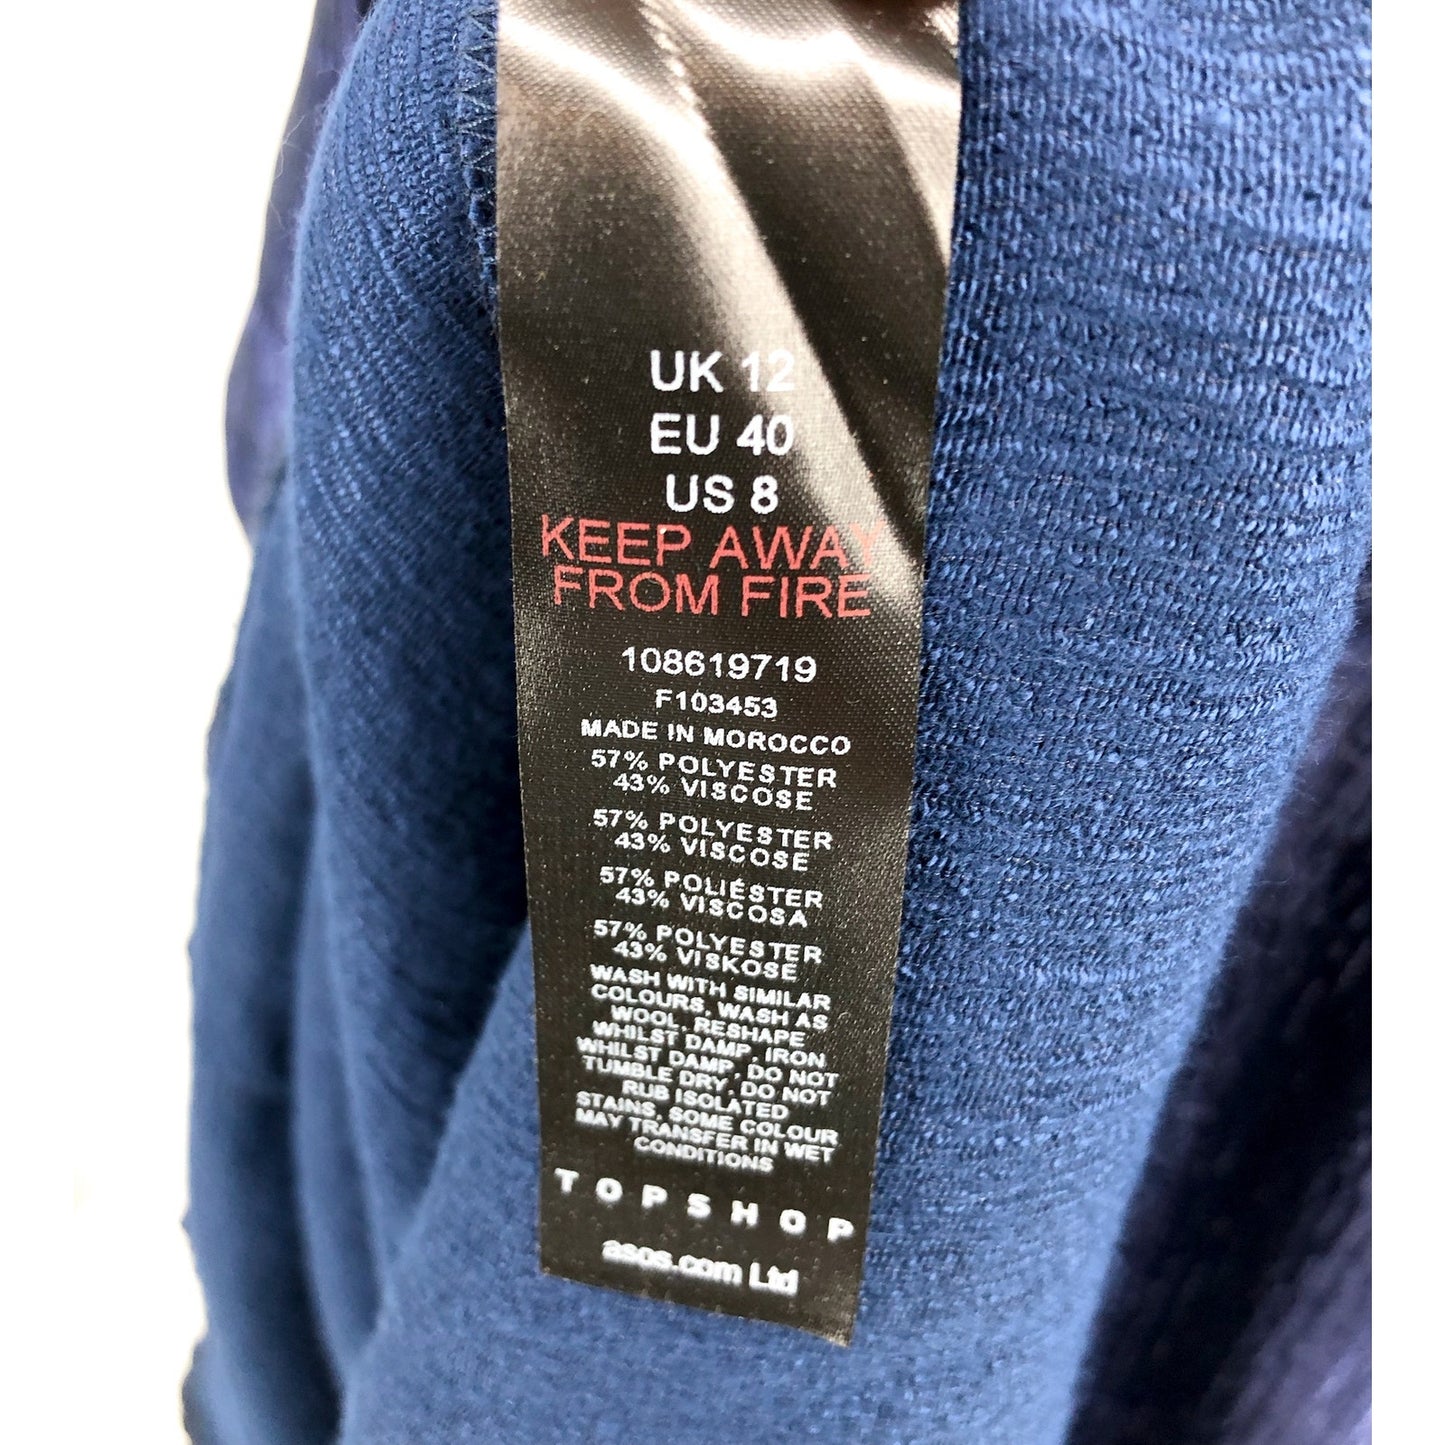 UK 12
EU 40
US 8
KEEP AWAY
FROM FIRE
108619719
F103453
MADE IN MOROCCO
57% POLYESTER
43% VISCOSE
57% POLYESTER
43% VISCOSE
57% POLIÉSTER
43% VISCOSA
57% POLYESTER
43% VISKOSE
WASH WITH SIMILAR
COLOURS, WASH AS
WOOL, RESHAPE
WHILST DAMP, IRON
WHILST DAMP, DO NOT
TUMBLE DRY, DO NOT
RUB ISOLATED
STAINS, SOME COLOUR
MAY TRANSFER IN WET
CONDITIONS
TOPSHOP
asos.com Ltd